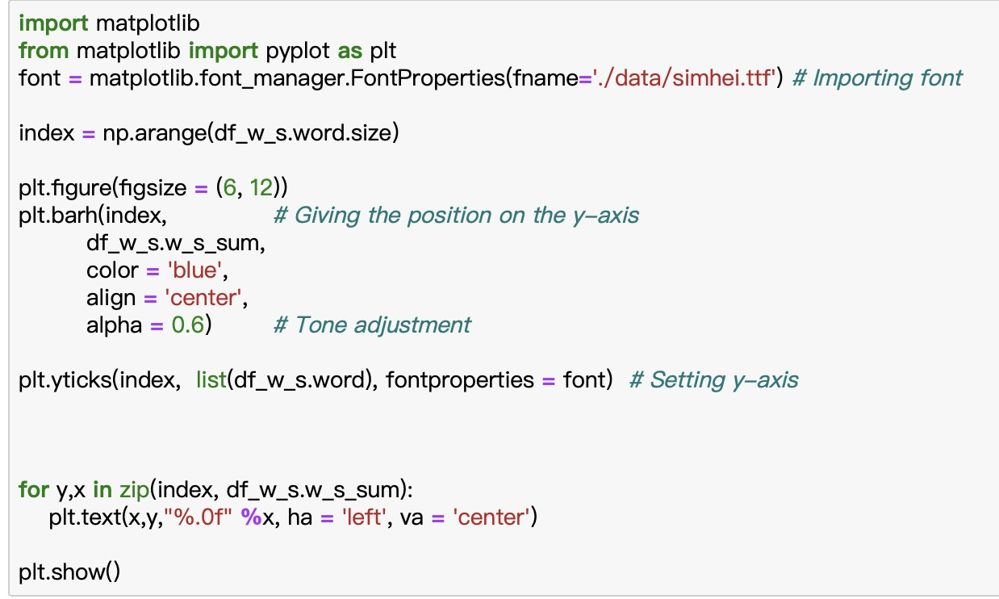 import matplotlib
from matplotlib import pyplot as plt
font = matplotlib.font_manager.FontProperties(fname='./data/simhei.ttf') # Importing font
index = np.arange(df_w_s.word.size)
plt.figure(figsize = (6, 12))
plt.barh(index, # Giving the position on the y–axis
df_w_s.w_s_sum,
color = 'blue',
align = 'center',
alpha = 0.6) # Tone adjustment
plt.yticks(index, list(df_w_s.word), fontproperties = font) # Setting y–axis
for y,x in zip(index, df_w_s.w_s_sum):
plt.text(x,y,"%.0f" %x, ha = 'left', va = 'center')
plt.show()